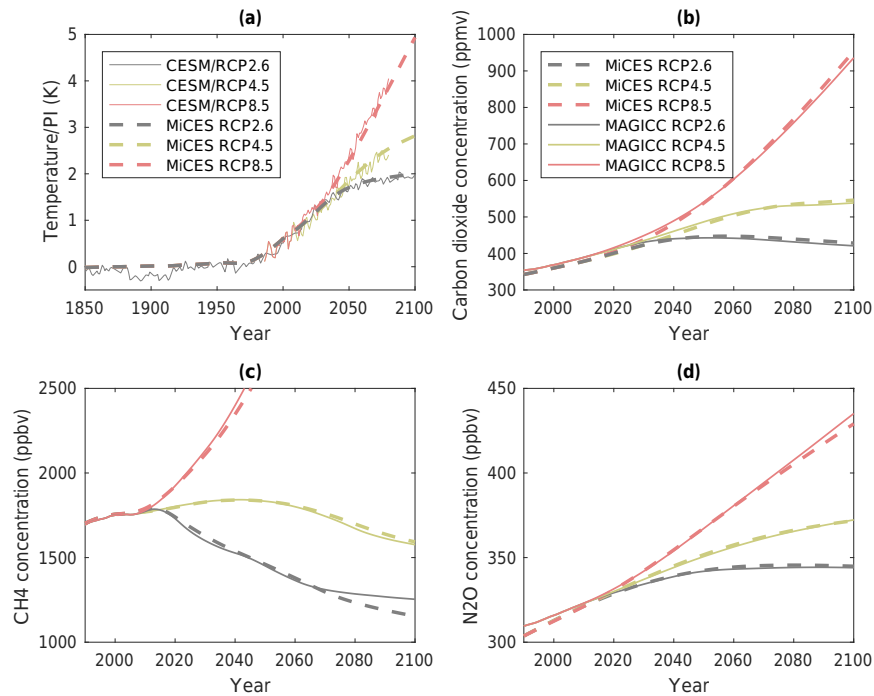 (a)
Temperature/PI (K)
5
4
3
2
1
0
CESM/RCP2.6
CESM/RCP4.5
CESM/RCP8.5
MiCES RCP2.6
MiCES RCP4.5
MiCES RCP8.5
1850 1900 1950 2000 2050 2100
Year
(b)
Carbon dioxide concentration (ppmv)
1000
900
800
700
600
500
400
300
MiCES RCP2.6
MiCES RCP4.5
MiCES RCP8.5
MAGICC RCP2.6
MAGICC RCP4.5
MAGICC RCP8.5
2000 2020 2040 2060 2080 2100
Year
(c)
CH4 concentration (ppbv)
2500
2000
1500
1000
2000 2020 2040 2060 2080 2100
Year
(d)
N2O concentration (ppbv)
450
400
350
300
2000 2020 2040 2060 2080 2100
Year